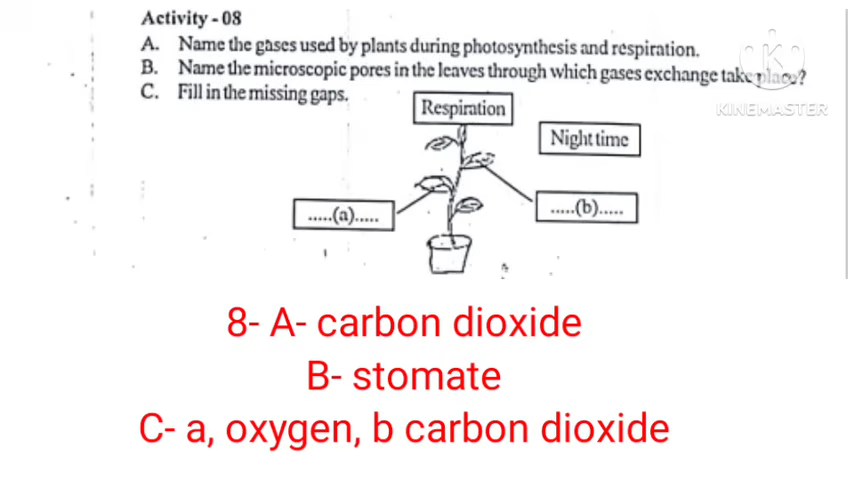 Activity - 08
A. Name the gases used by plants during photosynthesis and respiration.
B. Name the microscopic pores in the leaves through which gases exchange take place?
KINEMASTER
C. Fill in the missing gaps.
Respiration
Night time
.....(a).....
.....(b).....
8- A- carbon dioxide
B- stomate
C- a, oxygen, b carbon dioxide